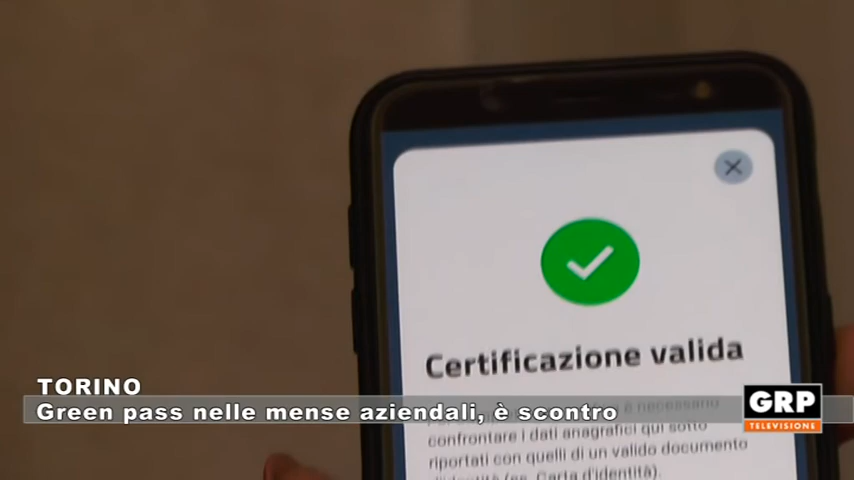 Certificazione valida
è necessario
confrontare i dati anagrafici qui sotto
riportati con quelli di un valido documento
d'identità (es. Carta d'identità).
TORINO
Green pass nelle mense aziendali, è scontro
GRP
TELEVISIONE